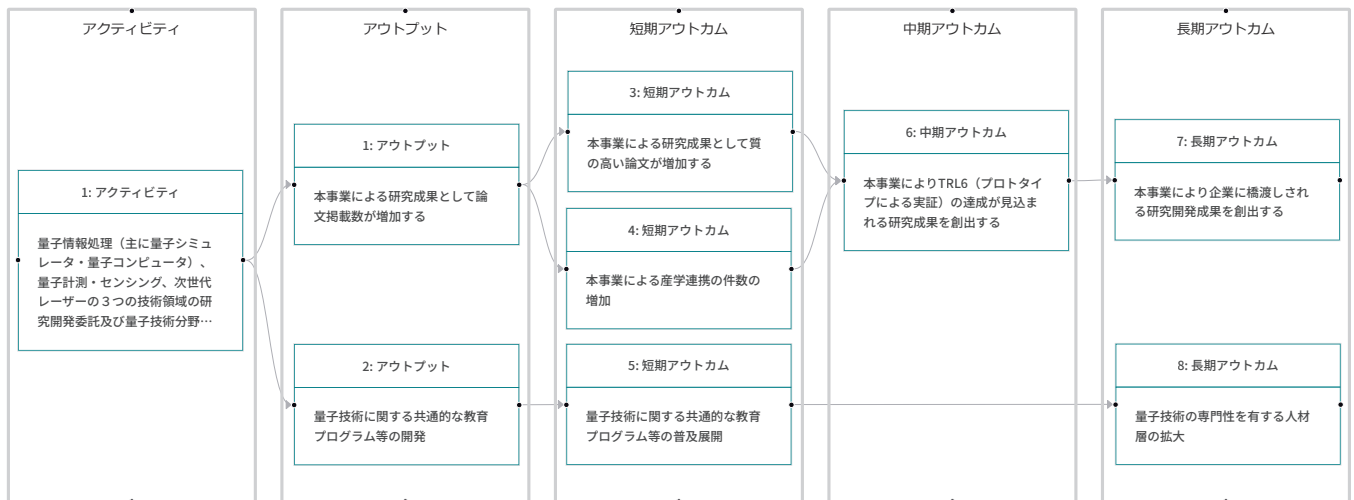 アクティビティ
アウトプット
短期アウトカム
中期アウトカム
長期アウトカム
1: アクティビティ
量子情報処理（主に量子シミュ
レータ・量子コンピュータ）、
量子計測・センシング、次世代
レーザーの３つの技術領域の研
究開発委託及び量子技術分野…
1: アウトプット
本事業による研究成果として論
文掲載数が増加する
2: アウトプット
量子技術に関する共通的な教育
プログラム等の開発
3: 短期アウトカム
本事業による研究成果として質
の高い論文が増加する
4: 短期アウトカム
本事業による産学連携の件数の
増加
5: 短期アウトカム
量子技術に関する共通的な教育
プログラム等の普及展開
6: 中期アウトカム
本事業によりTRL6（プロトタイ
プによる実証）の達成が見込ま
れる研究成果を創出する
7: 長期アウトカム
本事業により企業に橋渡しされ
る研究開発成果を創出する
8: 長期アウトカム
量子技術の専門性を有する人材
層の拡大